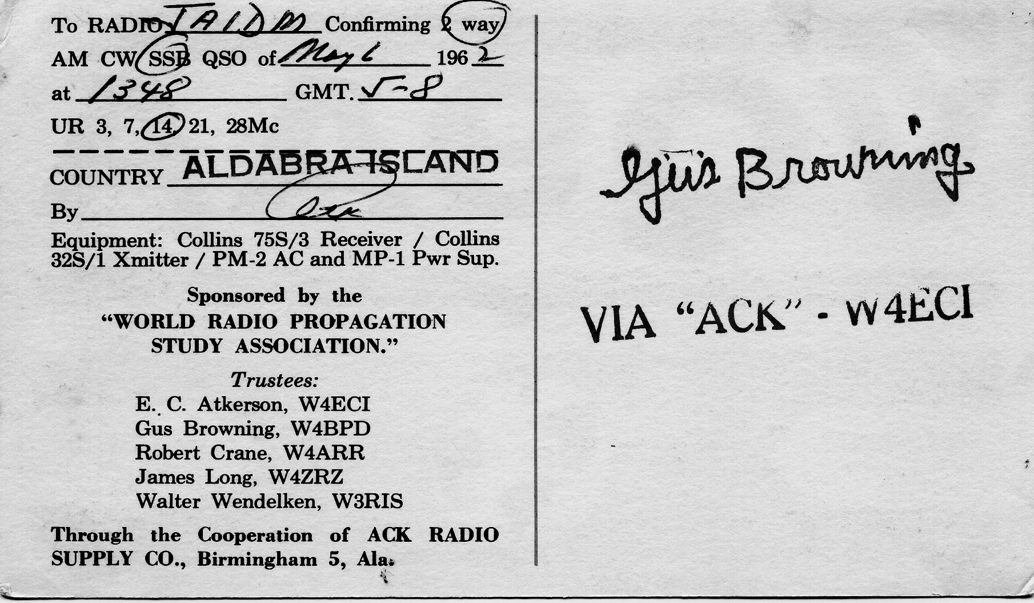 To RADIO JA1DM Confirming 2 way
AM CW SSB QSO of May 6 1962
at 1348 GMT. 5-8
UR 3, 7, 14, 21, 28Mc
COUNTRY ALDABRA ISLAND
By
Equipment: Collins 75S/3 Receiver / Collins
32S/1 Xmitter / PM-2 AC and MP-1 Pwr Sup.
Sponsored by the
“WORLD RADIO PROPAGATION
STUDY ASSOCIATION.”
Trustees:
E. C. Atkerson, W4ECI
Gus Browning, W4BPD
Robert Crane, W4ARR
James Long, W4ZRZ
Walter Wendelken, W3RIS
Through the Cooperation of ACK RADIO
SUPPLY CO., Birmingham 5, Ala.
Gus Browning
VIA “ACK” - W4ECI